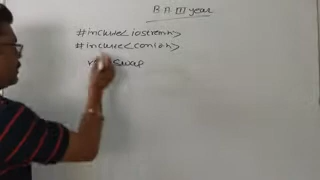 B A III year
#include<iostream.h>
#include<conio.h>
swap